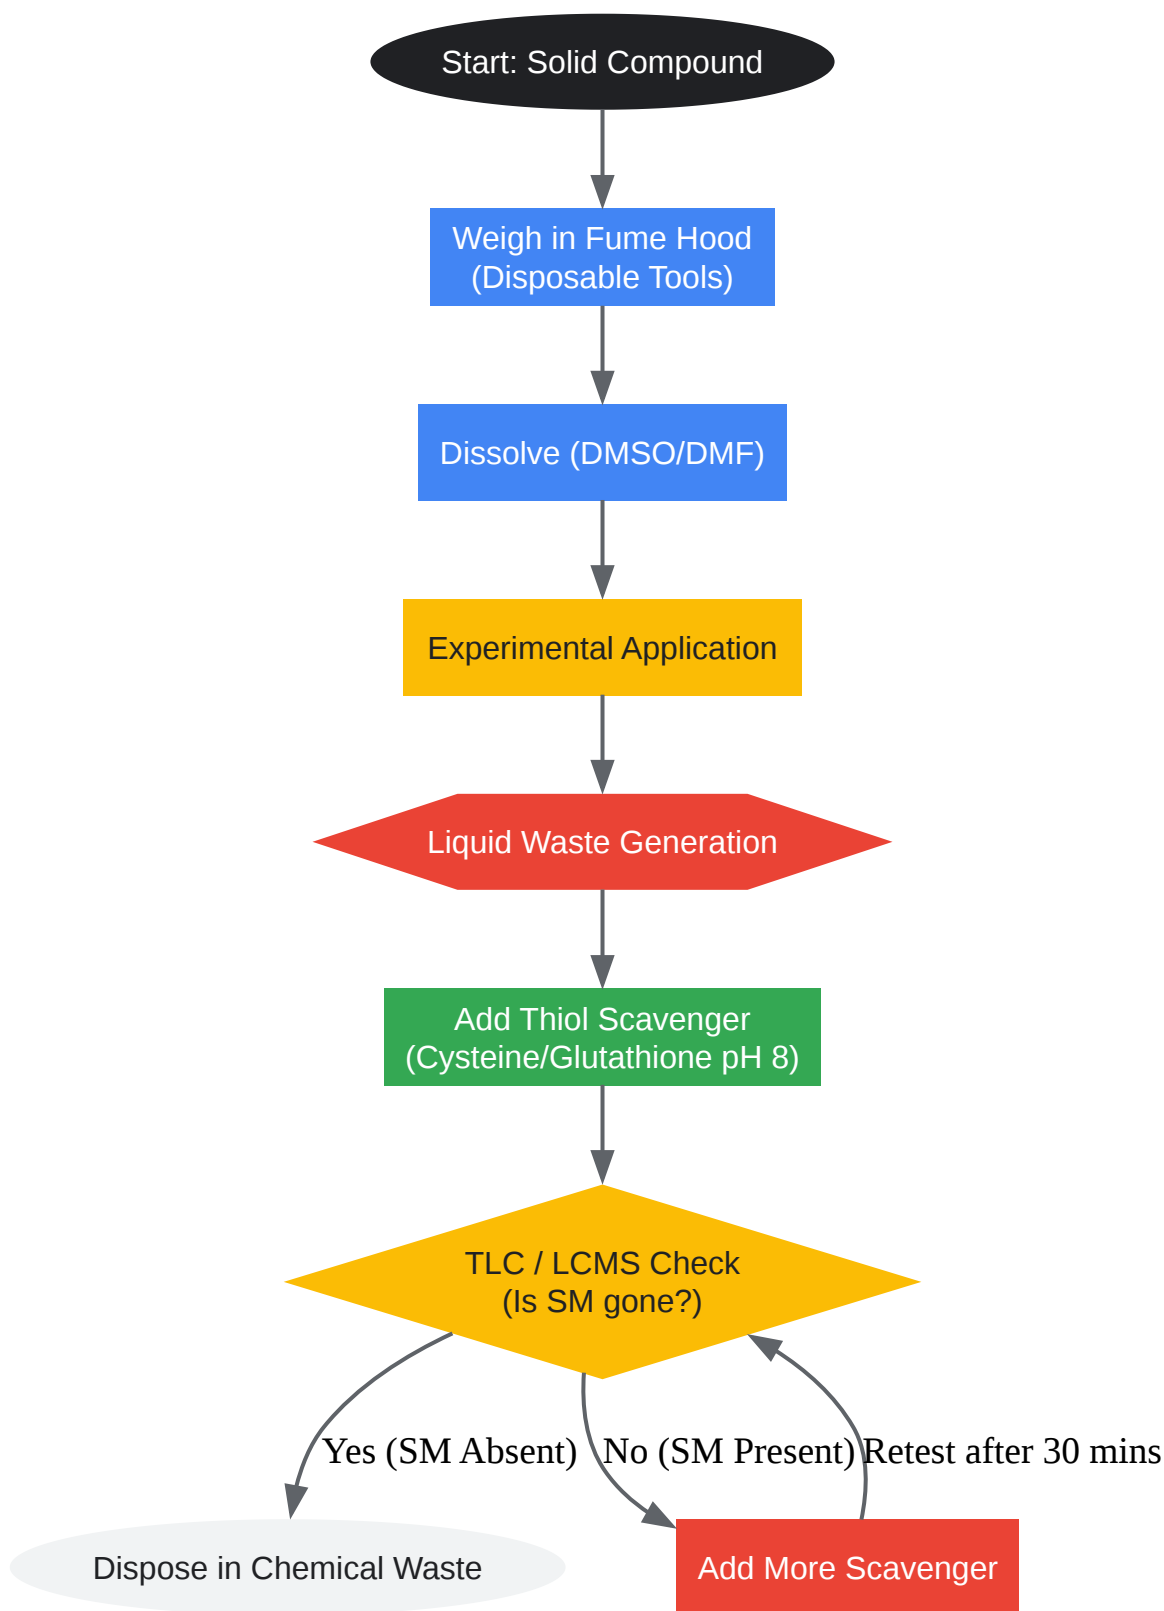 Start: Solid Compound
Weigh in Fume Hood
(Disposable Tools)
Dissolve (DMSO/DMF)
Experimental Application
Liquid Waste Generation
Add Thiol Scavenger
(Cysteine/Glutathione pH 8)
TLC / LCMS Check
(Is SM gone?)
Yes (SM Absent)
No (SM Present)
Retest after 30 mins
Dispose in Chemical Waste
Add More Scavenger